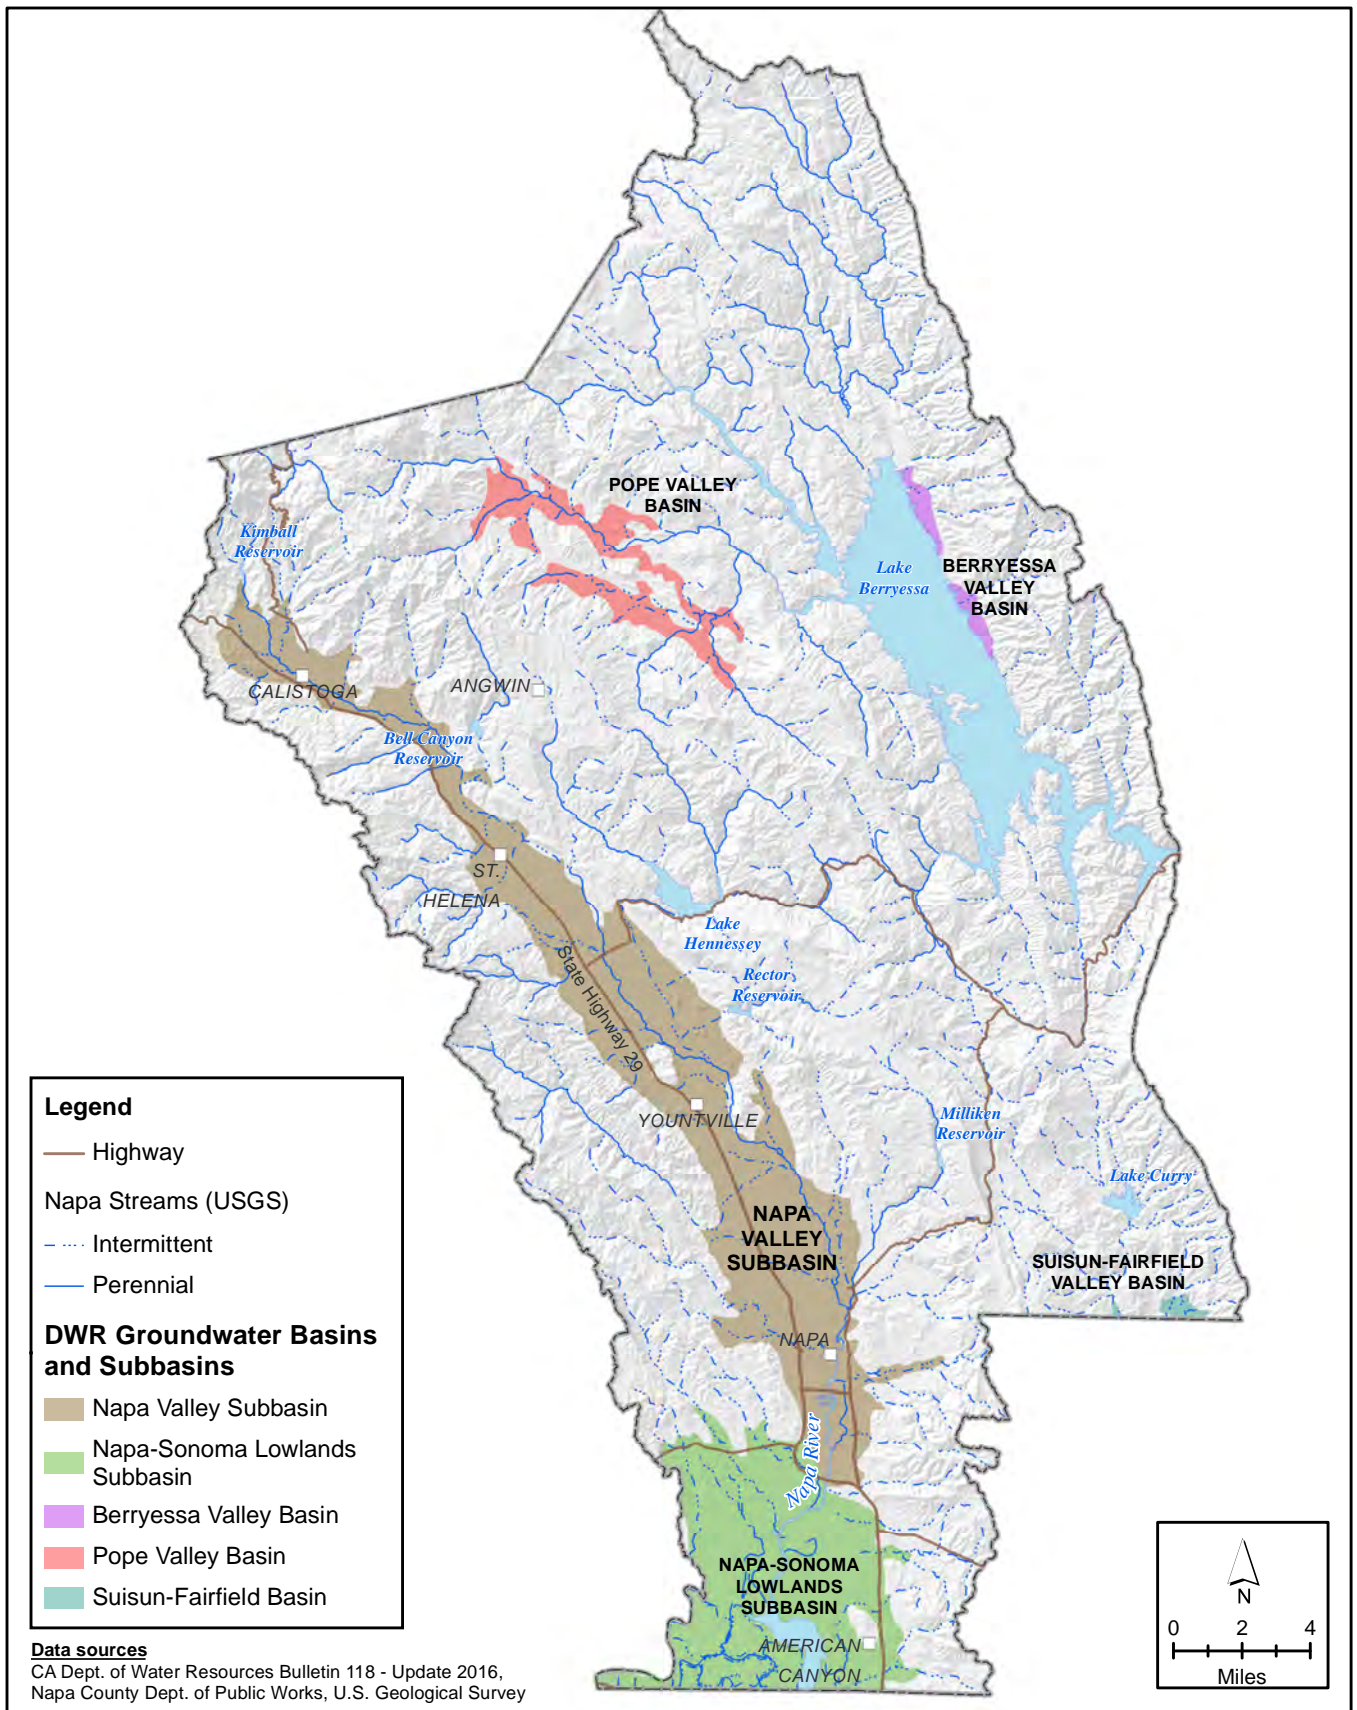 POPE VALLEY
BASIN
Kimball
Reservoir
Lake
Berryessa
BERRYESSA
VALLEY
BASIN
CALISTOGA
ANGWIN
Bell Canyon
Reservoir
ST.
HELENA
Lake
Hennessey
State Highway 29
Rector
Reservoir
YOUNTVILLE
Milliken
Reservoir
Lake Curry
NAPA
VALLEY
SUBBASIN
SUISUN-FAIRFIELD
VALLEY BASIN
NAPA
Napa River
NAPA-SONOMA
LOWLANDS
SUBBASIN
AMERICAN
CANYON
Legend
Highway
Napa Streams (USGS)
Intermittent
Perennial
DWR Groundwater Basins
and Subbasins
Napa Valley Subbasin
Napa-Sonoma Lowlands
Subbasin
Berryessa Valley Basin
Pope Valley Basin
Suisun-Fairfield Basin
Data sources
CA Dept. of Water Resources Bulletin 118 - Update 2016,
Napa County Dept. of Public Works, U.S. Geological Survey
N
0 2 4
Miles